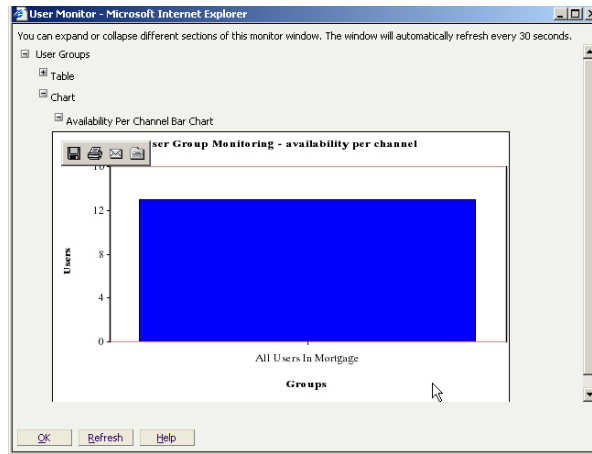 User Monitor - Microsoft Internet Explorer
You can expand or collapse different sections of this monitor window. The window will automatically refresh every 30 seconds.
User Groups
Table
Chart
Availability Per Channel Bar Chart
ser Group Monitoring - availability per channel
16
12
8
4
0
Users
All Users In Mortgage
Groups
OK Refresh Help